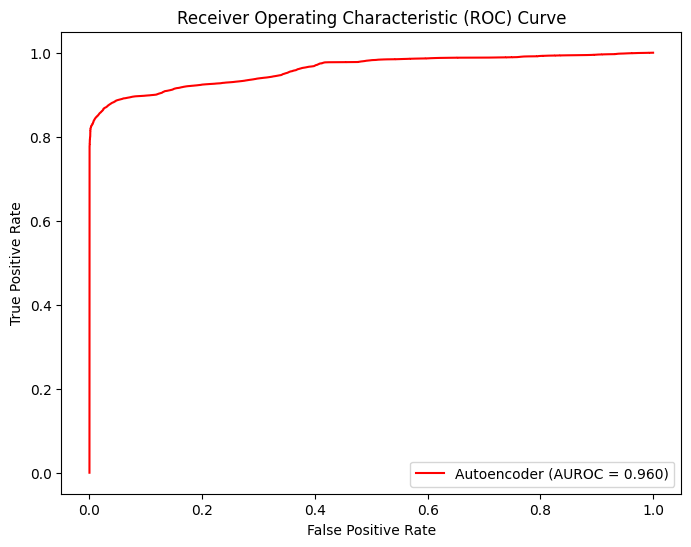 Receiver Operating Characteristic (ROC) Curve
True Positive Rate
1.0
0.8
0.6
0.4
0.2
0.0
Autoencoder (AUROC = 0.960)
0.0 0.2 0.4 0.6 0.8 1.0
False Positive Rate